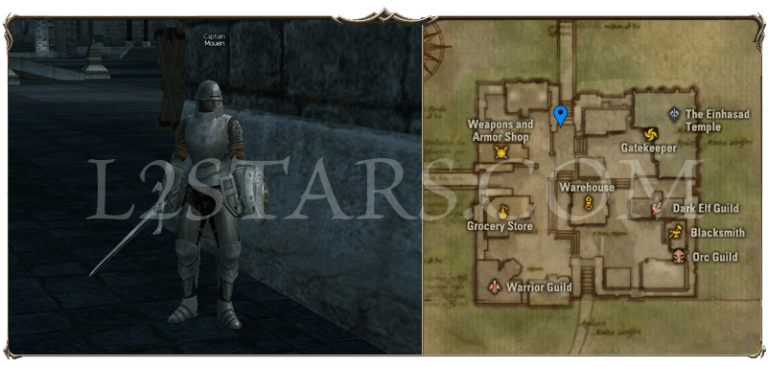 Captain
Mouen
L2STARS.COM
Weapons and
Armor Shop
The Einhasad
Temple
Gatekeeper
Warehouse
Grocery Store
Dark Elf Guild
Blacksmith
Orc Guild
Warrior Guild